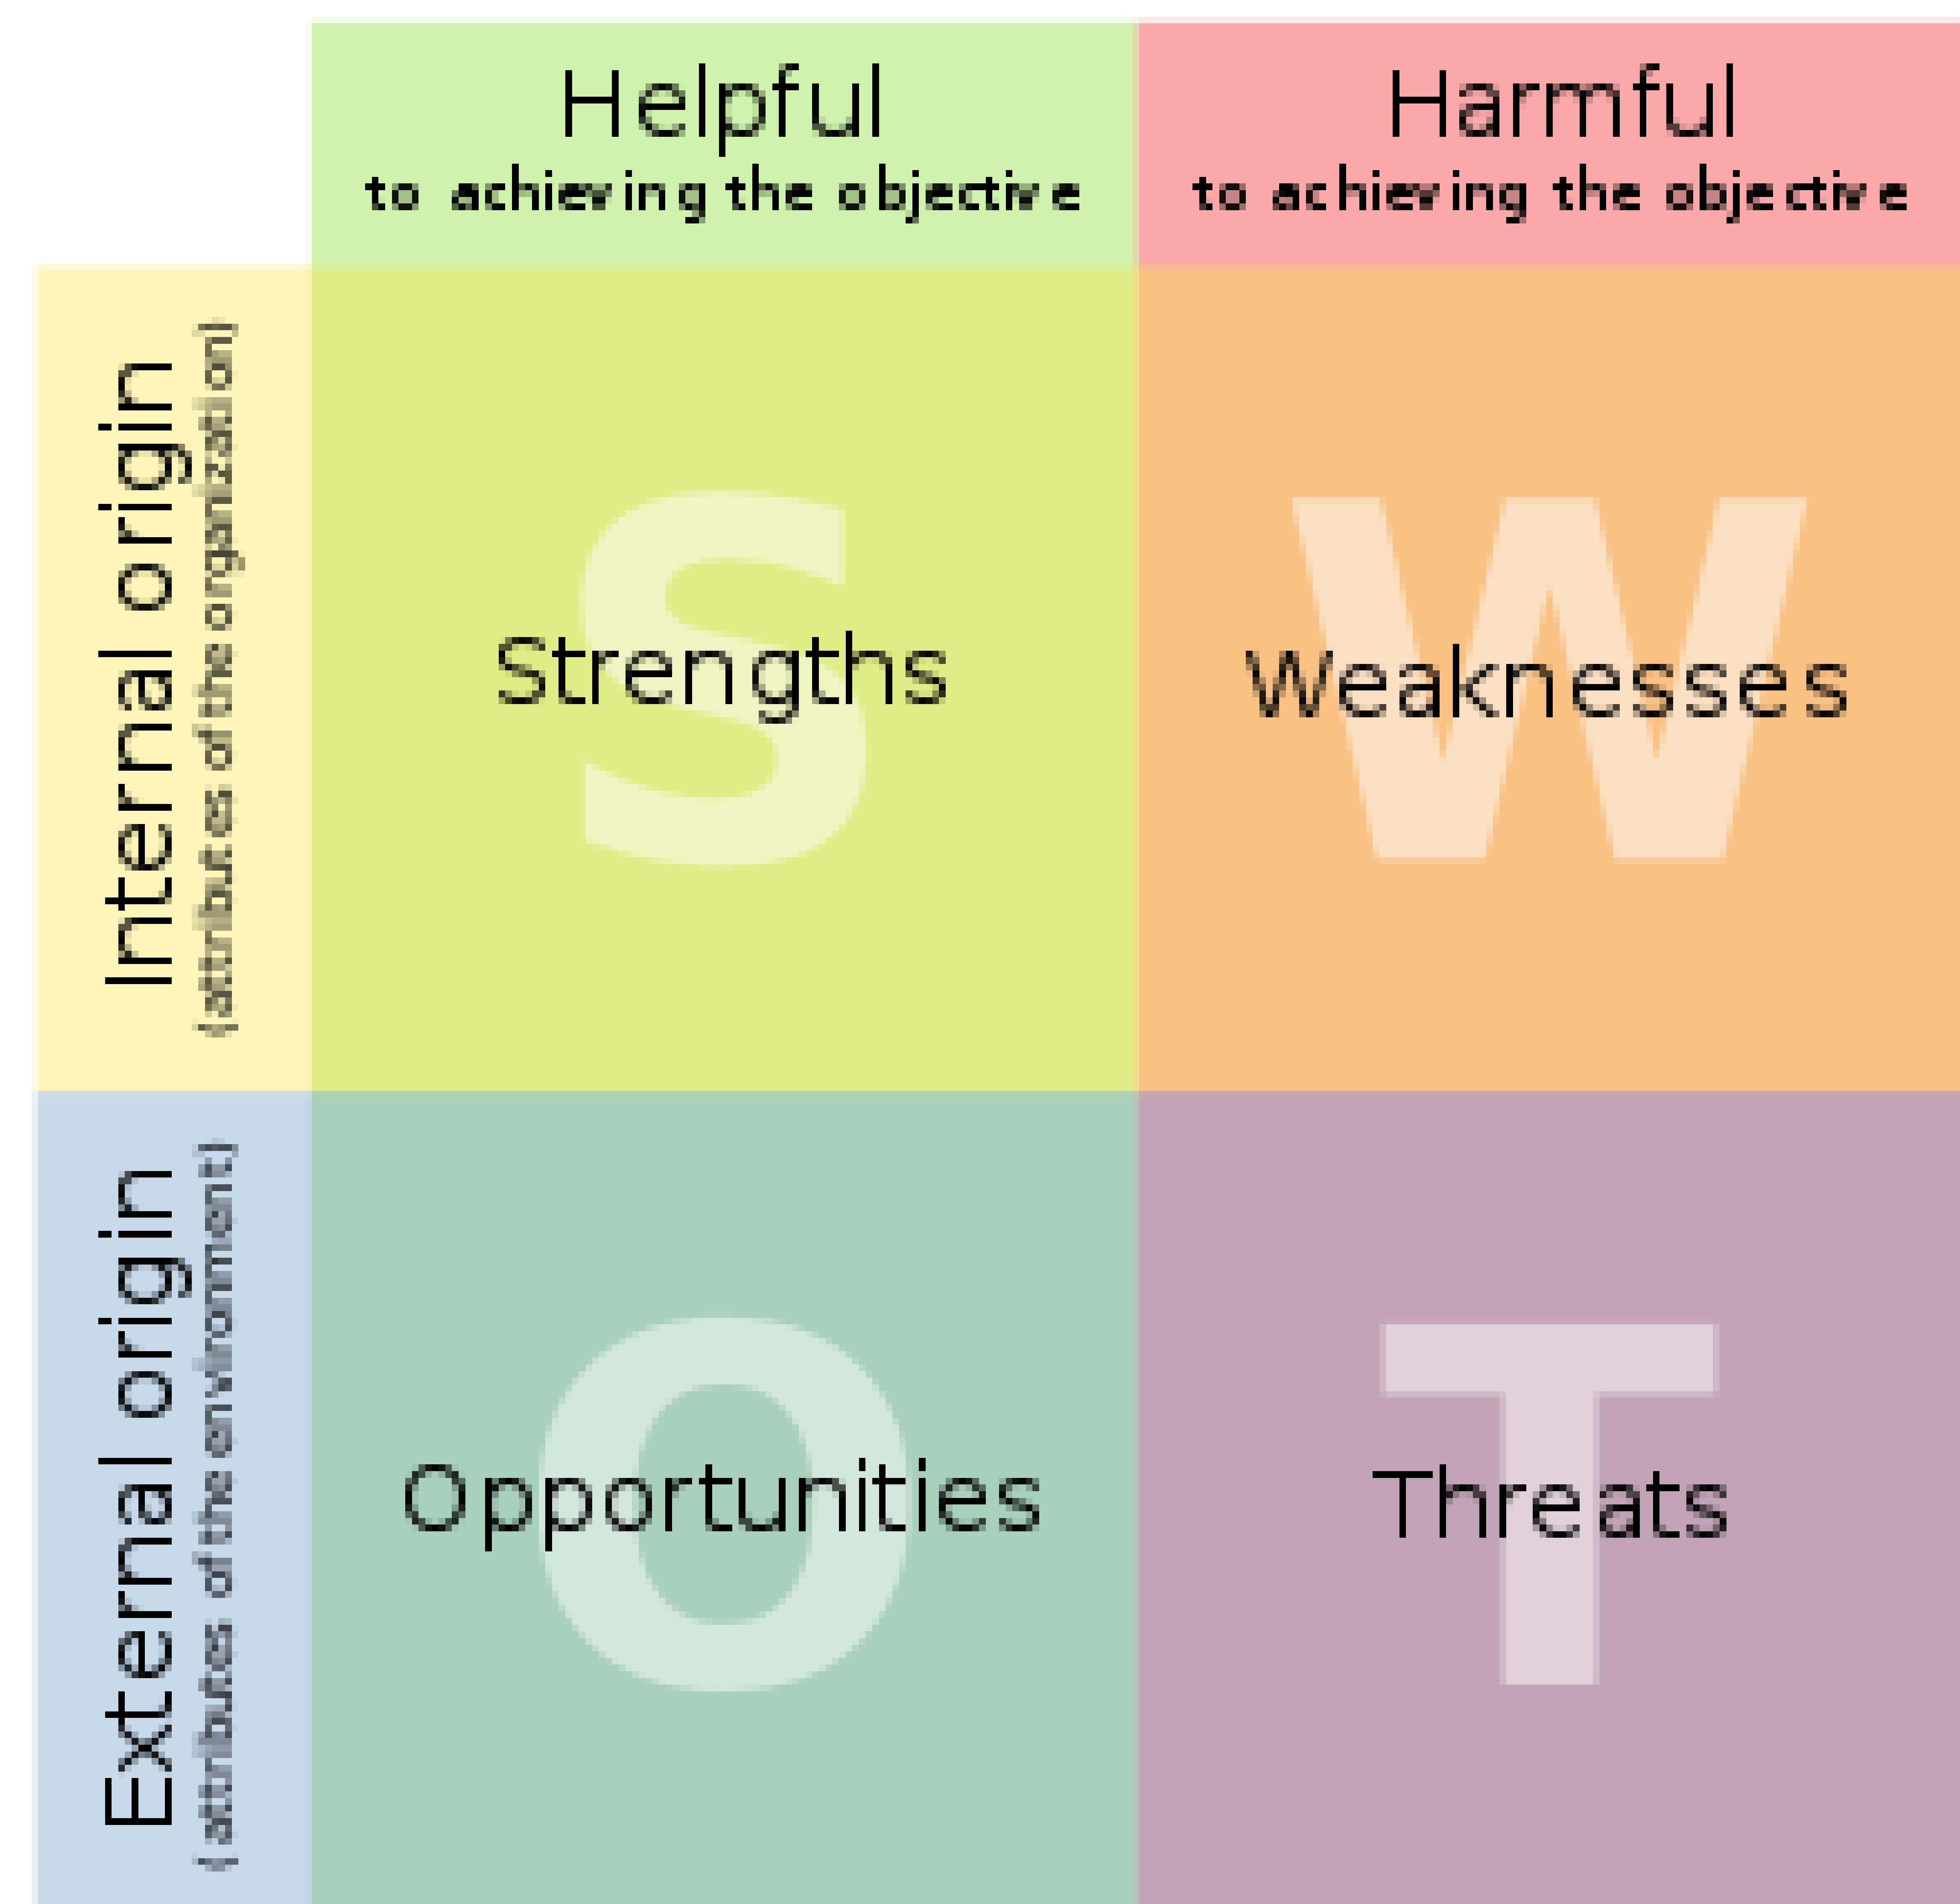 Helpful
to achieving the objective
Harmful
to achieving the objective
Internal origin
(attributes of the organization)
S
Strengths
W
Weaknesses
External origin
(attributes of the environment)
O
Opportunities
T
Threats